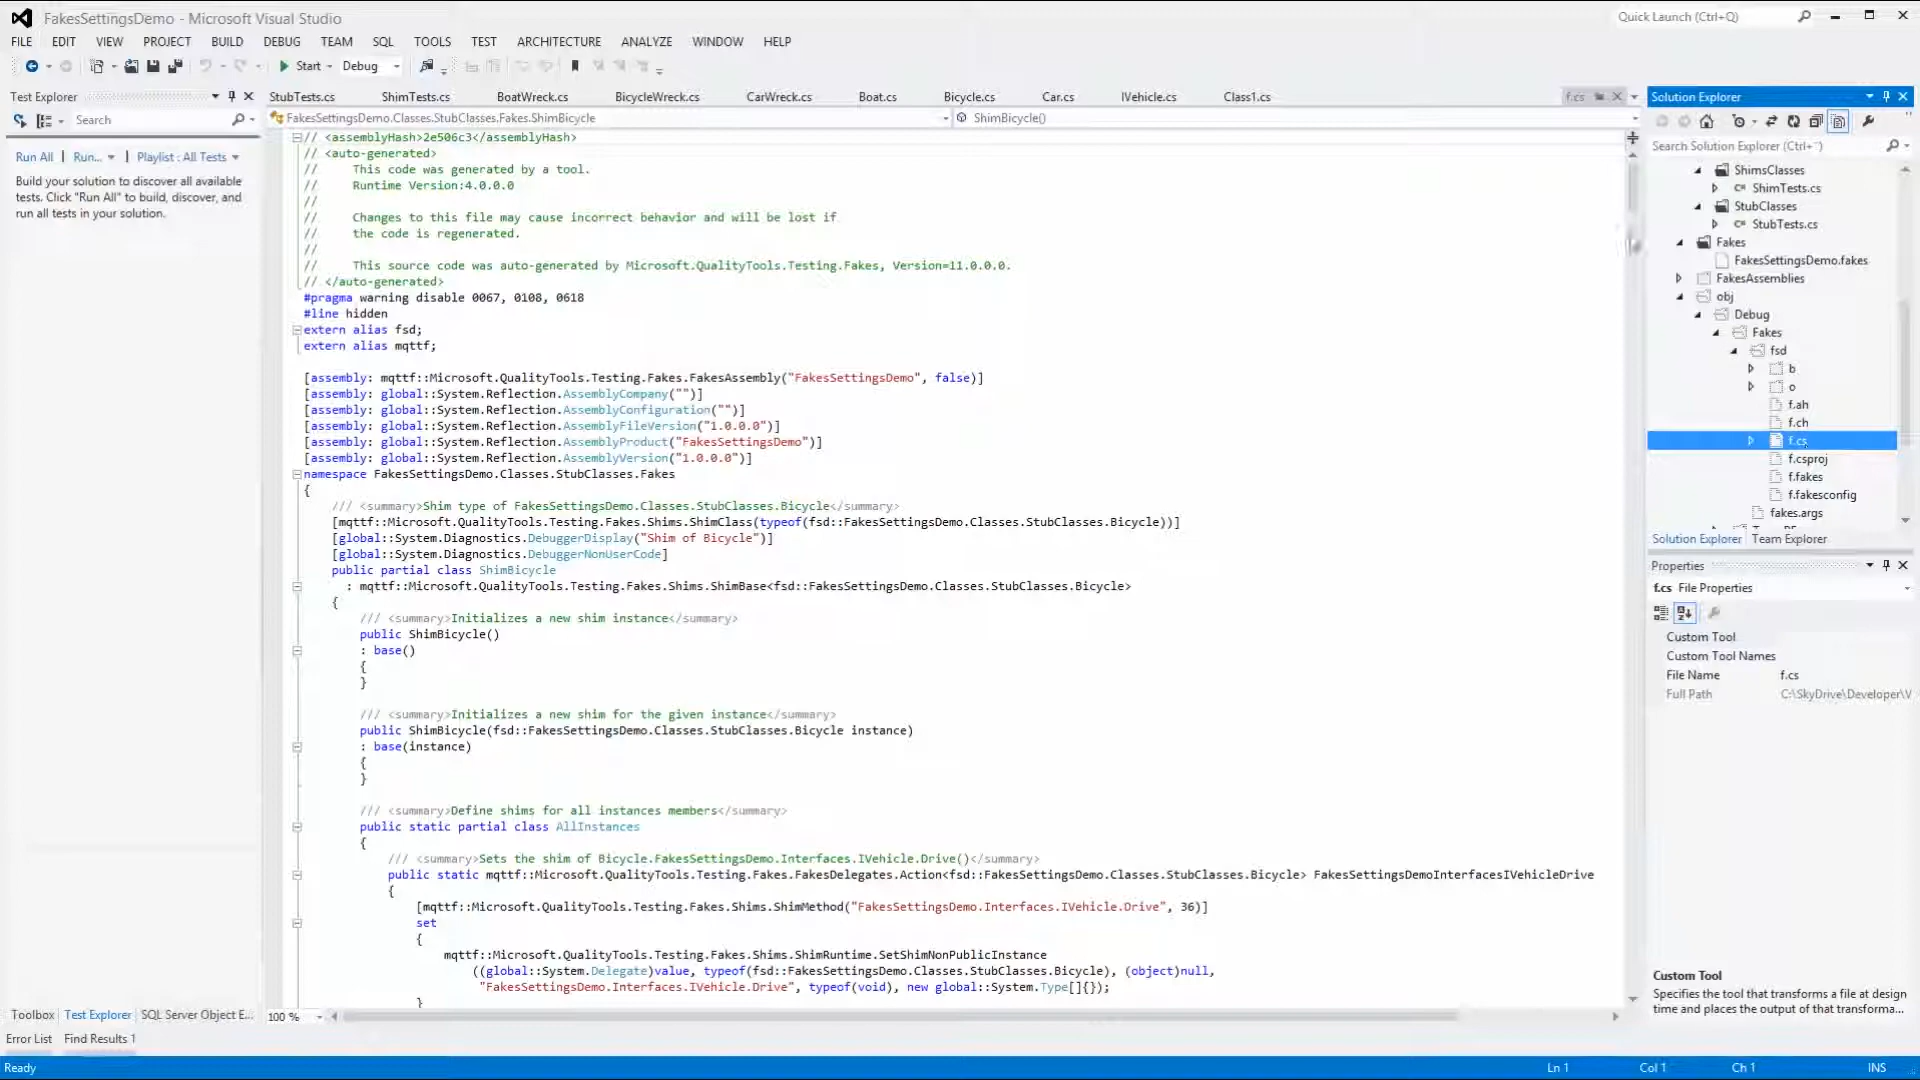 FakesSettingsDemo - Microsoft Visual Studio
Quick Launch (Ctrl+Q)
FILE EDIT VIEW PROJECT BUILD DEBUG TEAM SQL TOOLS TEST ARCHITECTURE ANALYZE WINDOW HELP
Start Debug
Test Explorer
Search
Run All | Run... | Playlist : All Tests
Build your solution to discover all available
tests. Click "Run All" to build, discover, and
run all tests in your solution.
StubTests.cs ShimTests.cs BoatWreck.cs BicycleWreck.cs CarWreck.cs Boat.cs Bicycle.cs Car.cs IVehicle.cs Class1.cs f.cs
FakesSettingsDemo.Classes.StubClasses.Fakes.ShimBicycle ShimBicycle()
// <assemblyHash>2e506c3</assemblyHash>
// <auto-generated>
// This code was generated by a tool.
// Runtime Version:4.0.0.0
//
// Changes to this file may cause incorrect behavior and will be lost if
// the code is regenerated.
//
// This source code was auto-generated by Microsoft.QualityTools.Testing.Fakes, Version=11.0.0.0.
// </auto-generated>
#pragma warning disable 0067, 0108, 0618
#line hidden
extern alias fsd;
extern alias mqttf;
[assembly: mqttf::Microsoft.QualityTools.Testing.Fakes.FakesAssembly("FakesSettingsDemo", false)]
[assembly: global::System.Reflection.AssemblyCompany("")]
[assembly: global::System.Reflection.AssemblyConfiguration("")]
[assembly: global::System.Reflection.AssemblyFileVersion("1.0.0.0")]
[assembly: global::System.Reflection.AssemblyProduct("FakesSettingsDemo")]
[assembly: global::System.Reflection.AssemblyVersion("1.0.0.0")]
namespace FakesSettingsDemo.Classes.StubClasses.Fakes
{
/// <summary>Shim type of FakesSettingsDemo.Classes.StubClasses.Bicycle</summary>
[mqttf::Microsoft.QualityTools.Testing.Fakes.Shims.ShimClass(typeof(fsd::FakesSettingsDemo.Classes.StubClasses.Bicycle))]
[global::System.Diagnostics.DebuggerDisplay("Shim of Bicycle")]
[global::System.Diagnostics.DebuggerNonUserCode]
public partial class ShimBicycle
: mqttf::Microsoft.QualityTools.Testing.Fakes.Shims.ShimBase<fsd::FakesSettingsDemo.Classes.StubClasses.Bicycle>
{
/// <summary>Initializes a new shim instance</summary>
public ShimBicycle()
: base()
{
}
/// <summary>Initializes a new shim for the given instance</summary>
public ShimBicycle(fsd::FakesSettingsDemo.Classes.StubClasses.Bicycle instance)
: base(instance)
{
}
/// <summary>Define shims for all instances members</summary>
public static partial class AllInstances
{
/// <summary>Sets the shim of Bicycle.FakesSettingsDemo.Interfaces.IVehicle.Drive()</summary>
public static mqttf::Microsoft.QualityTools.Testing.Fakes.FakesDelegates.Action<fsd::FakesSettingsDemo.Classes.StubClasses.Bicycle> FakesSettingsDemoInterfacesIVehicleDrive
{
[mqttf::Microsoft.QualityTools.Testing.Fakes.Shims.ShimMethod("FakesSettingsDemo.Interfaces.IVehicle.Drive", 36)]
set
{
mqttf::Microsoft.QualityTools.Testing.Fakes.Shims.ShimRuntime.SetShimNonPublicInstance
((global::System.Delegate)value, typeof(fsd::FakesSettingsDemo.Classes.StubClasses.Bicycle), (object)null,
"FakesSettingsDemo.Interfaces.IVehicle.Drive", typeof(void), new global::System.Type[]{});
}
100 %
Solution Explorer
Search Solution Explorer (Ctrl+¨)
ShimsClasses
C# ShimTests.cs
StubClasses
C# StubTests.cs
Fakes
FakesSettingsDemo.fakes
FakesAssemblies
obj
Debug
Fakes
fsd
b
o
f.ah
f.ch
f.cs
f.csproj
f.fakes
f.fakesconfig
fakes.args
Solution Explorer Team Explorer
Properties
f.cs File Properties
Custom Tool
Custom Tool Names
File Name f.cs
Full Path C:\SkyDrive\Developer\V
Custom Tool
Specifies the tool that transforms a file at design
time and places the output of that transforma...
Toolbox Test Explorer SQL Server Object E...
Error List Find Results 1
Ready Ln 1 Col 1 Ch 1 INS